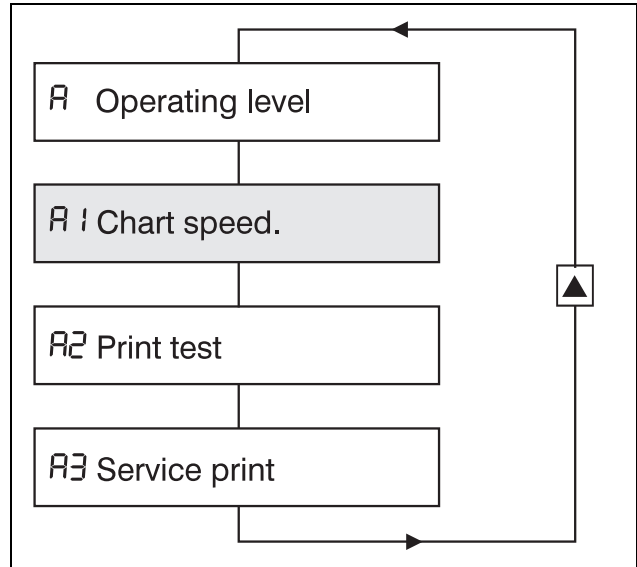 A Operating level
A1 Chart speed.
A2 Print test
A3 Service print